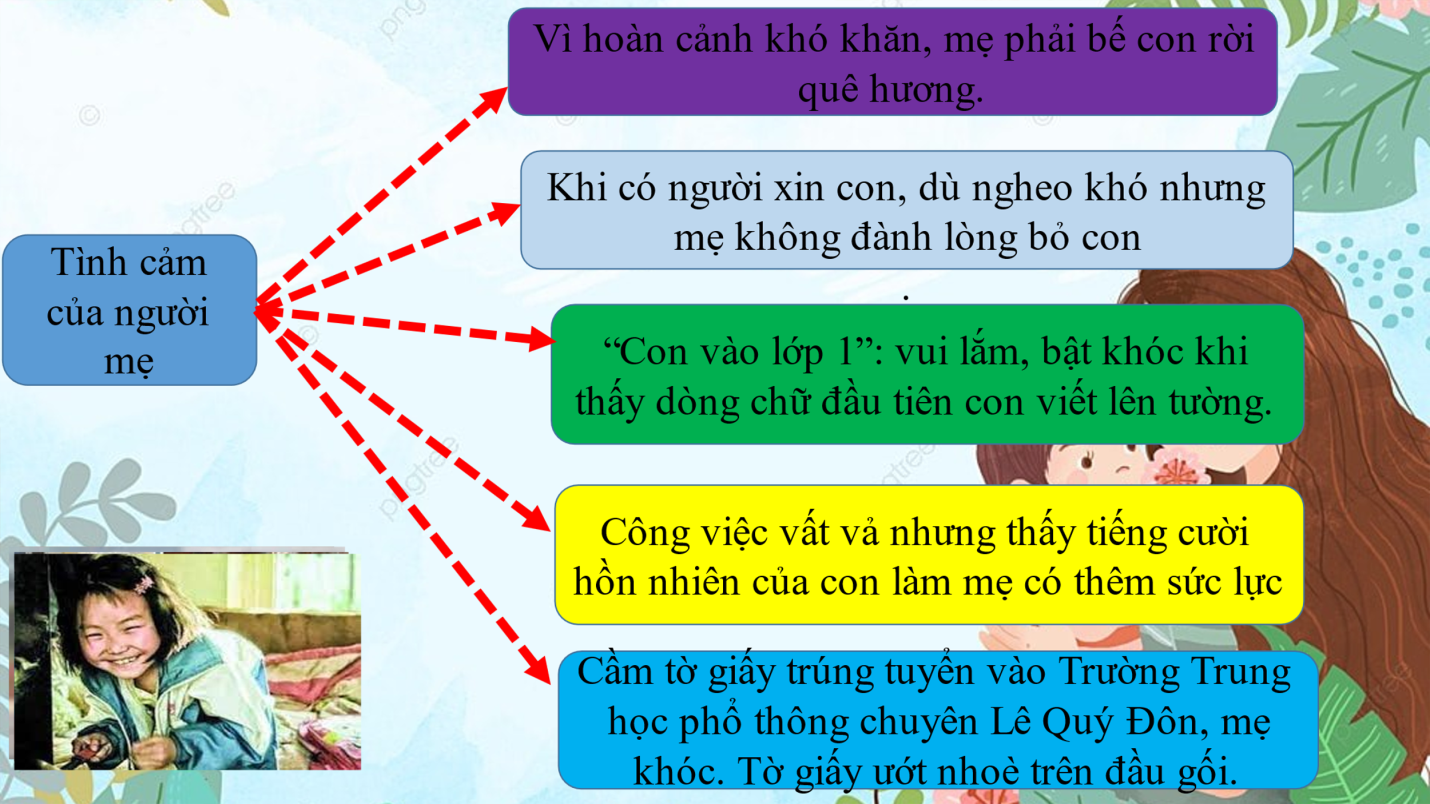 Vì hoàn cảnh khó khăn, mẹ phải bế con rời
quê hương.
Khi có người xin con, dù ngheo khó nhưng
mẹ không đành lòng bỏ con
.
Tình cảm
của người
mẹ
“Con vào lớp 1”: vui lắm, bật khóc khi
thấy dòng chữ đầu tiên con viết lên tường.
Công việc vất vả nhưng thấy tiếng cười
hồn nhiên của con làm mẹ có thêm sức lực
Cầm tờ giấy trúng tuyển vào Trường Trung
học phổ thông chuyên Lê Quý Đôn, mẹ
khóc. Tờ giấy ướt nhoè trên đầu gối.
pngtree
pngtree
pngtree